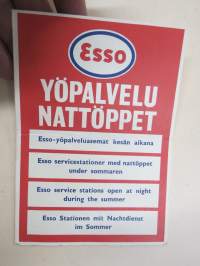 Esso
YÖPALVELU
NATTÖPPET
Esso-yöpalveluasemat kesän aikana
Esso servicestationer med nattöppet
under sommaren
Esso service stations open at night
during the summer
Esso Stationen mit Nachtdienst
im Sommer